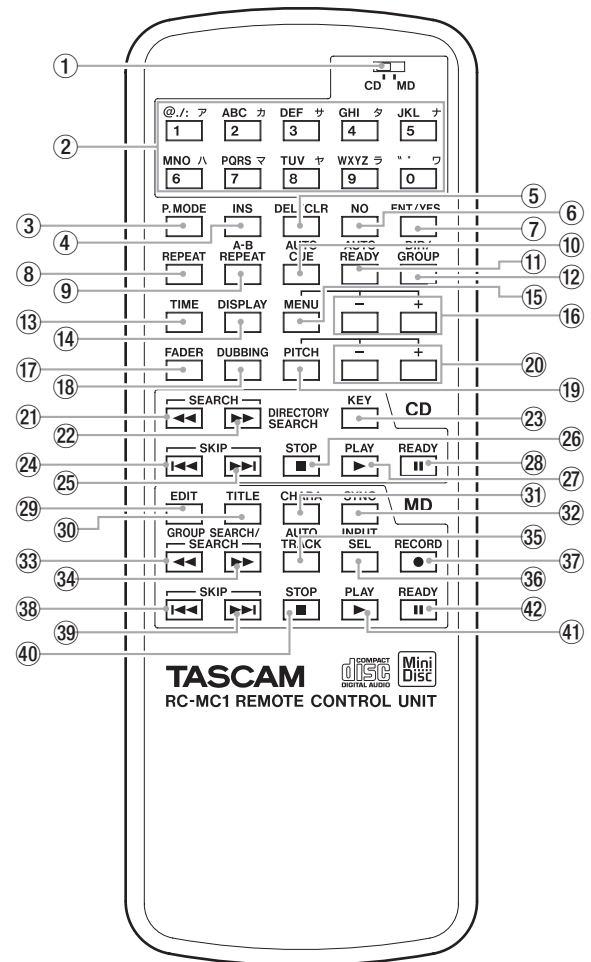 ①
CD MD
②
@./: ア ABC カ DEF サ GHI タ JKL ナ
1 2 3 4 5
MNO ハ PQRS マ TUV ヤ WXYZ ラ ゛゜ ワ
6 7 8 9 0
⑤
③ P.MODE INS DEL/CLR NO ENT/YES ⑥
④ ⑦
A-B AUTO AUTO DIR/ ⑩
REPEAT REPEAT CUE READY GROUP
⑧ ⑪
⑨ ⑫
TIME DISPLAY MENU − + ⑮
⑬ ⑭ ⑯
FADER DUBBING PITCH − +
⑰ ⑱ ⑳
⑲
SEARCH KEY CD
㉑ ◀◀ ▶▶ DIRECTORY
㉒ SEARCH ㉓
SKIP STOP PLAY READY ㉖
㉔ |◀◀ ▶▶| ■ ▶ II ㉘
㉕ ㉗
EDIT TITLE CHARA SYNC MD ㉛
㉙ ㉚ ㉜
GROUP SEARCH/ AUTO INPUT
SEARCH TRACK SEL RECORD ㉟
㉝ ◀◀ ▶▶ ● ㊲
㉞ ㊱
SKIP STOP PLAY READY
㊳ |◀◀ ▶▶| ■ ▶ II ㊷
㊴ ㊵ ㊶
TASCAM COMPACT disc DIGITAL AUDIO Mini Disc
RC-MC1 REMOTE CONTROL UNIT